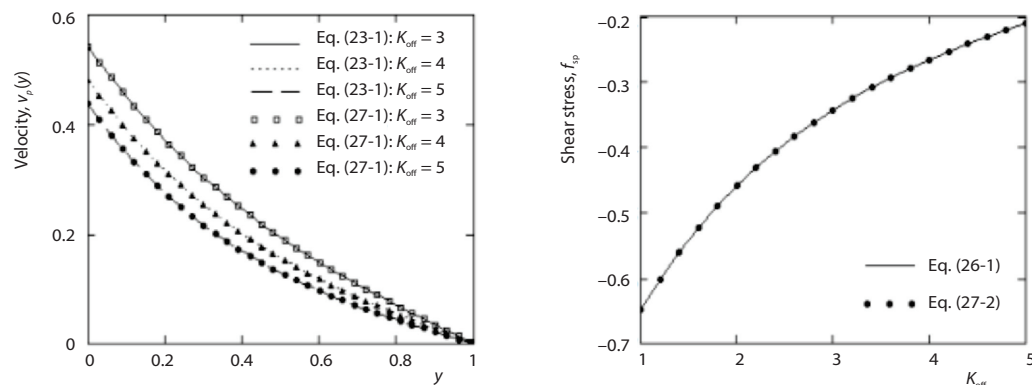 Velocity, vₚ(y)
0.6
0.4
0.2
0
0 0.2 0.4 0.6 0.8 1
y
Eq. (23-1): K_off = 3
Eq. (23-1): K_off = 4
Eq. (23-1): K_off = 5
Eq. (27-1): K_off = 3
Eq. (27-1): K_off = 4
Eq. (27-1): K_off = 5
Shear stress, f_sp
−0.2
−0.3
−0.4
−0.5
−0.6
−0.7
1 2 3 4 5
K_off
Eq. (26-1)
Eq. (27-2)